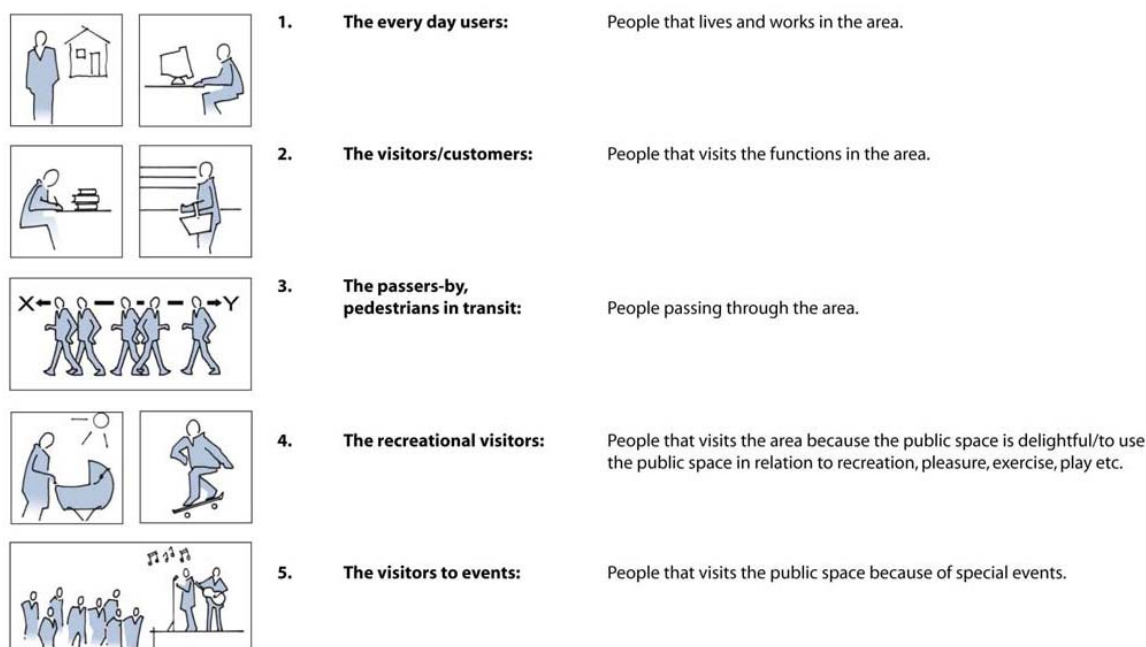 1. The every day users: People that lives and works in the area.
2. The visitors/customers: People that visits the functions in the area.
3. The passers-by,
pedestrians in transit: People passing through the area.
X Y
4. The recreational visitors: People that visits the area because the public space is delightful/to use
the public space in relation to recreation, pleasure, exercise, play etc.
5. The visitors to events: People that visits the public space because of special events.